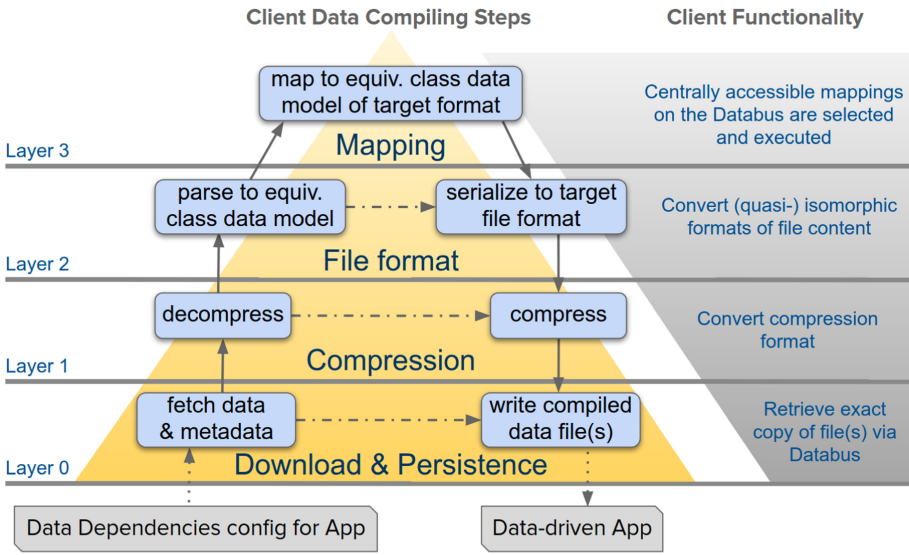 Client Data Compiling Steps
Client Functionality
map to equiv. class data
model of target format
Mapping
Centrally accessible mappings
on the Databus are selected
and executed
Layer 3
parse to equiv.
class data model
serialize to target
file format
Convert (quasi-) isomorphic
formats of file content
File format
Layer 2
decompress
compress
Convert compression
format
Compression
Layer 1
fetch data
& metadata
write compiled
data file(s)
Retrieve exact
copy of file(s) via
Databus
Download & Persistence
Layer 0
Data Dependencies config for App
Data-driven App